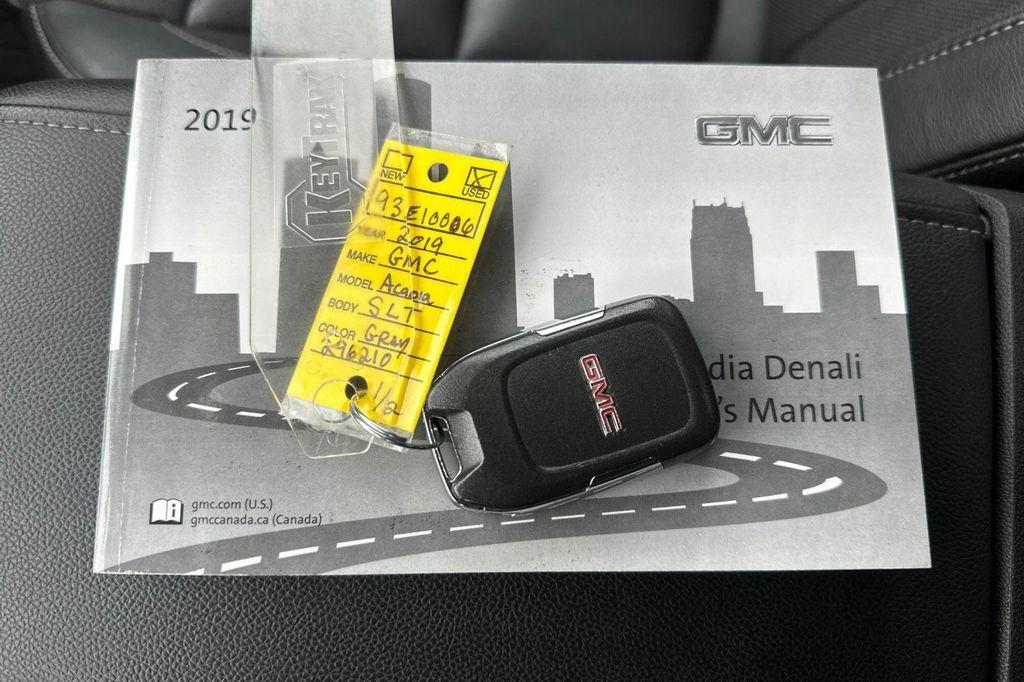 2019
GMC
KEYTRAX
NEW
USED
93E10006
YEAR 2019
MAKE GMC
MODEL Acadia
BODY SLT
COLOR Gray
296210
1/2
GMC
dia Denali
's Manual
gmc.com (U.S.)
gmccanada.ca (Canada)